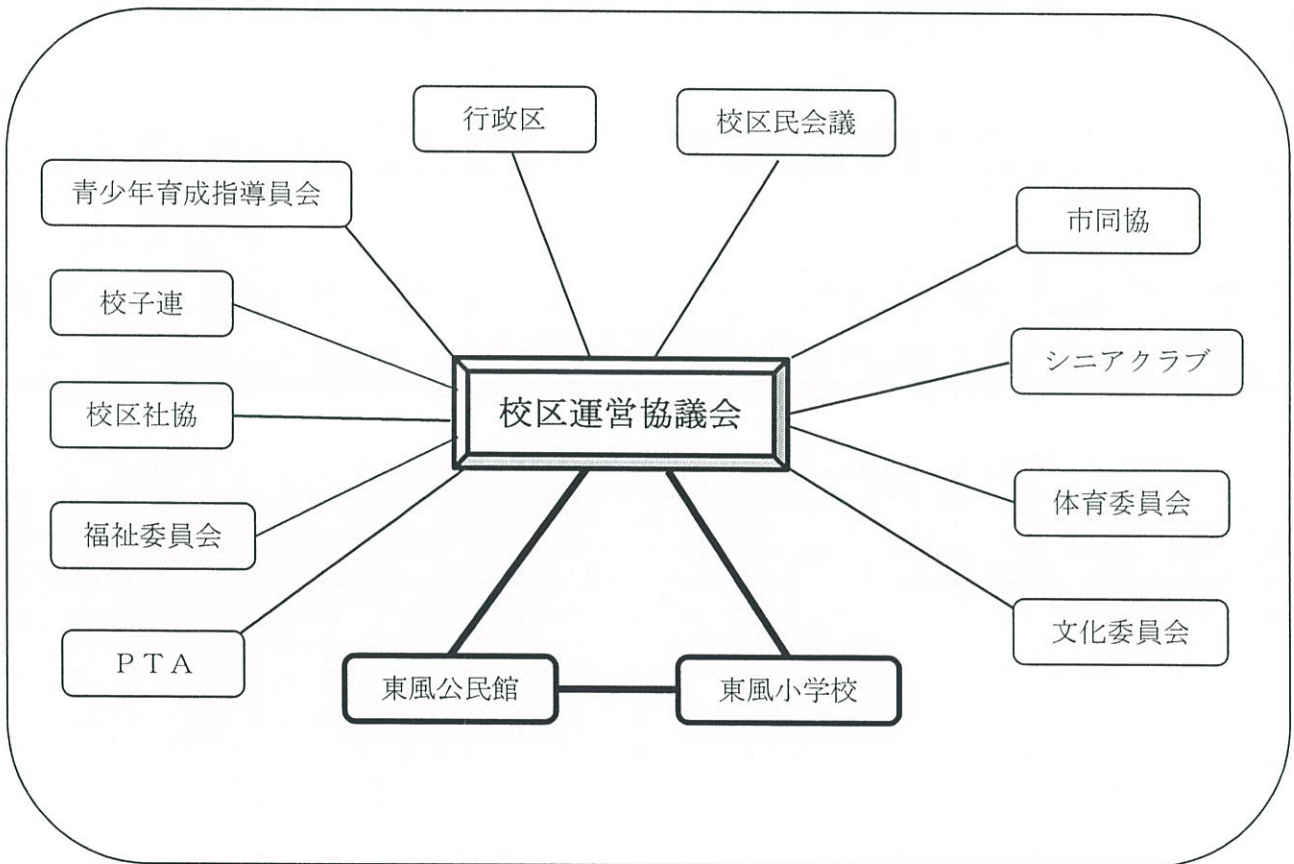 行政区
校区民会議
青少年育成指導員会
市同協
校子連
シニアクラブ
校区社協
校区運営協議会
体育委員会
福祉委員会
文化委員会
PTA
東風公民館
東風小学校